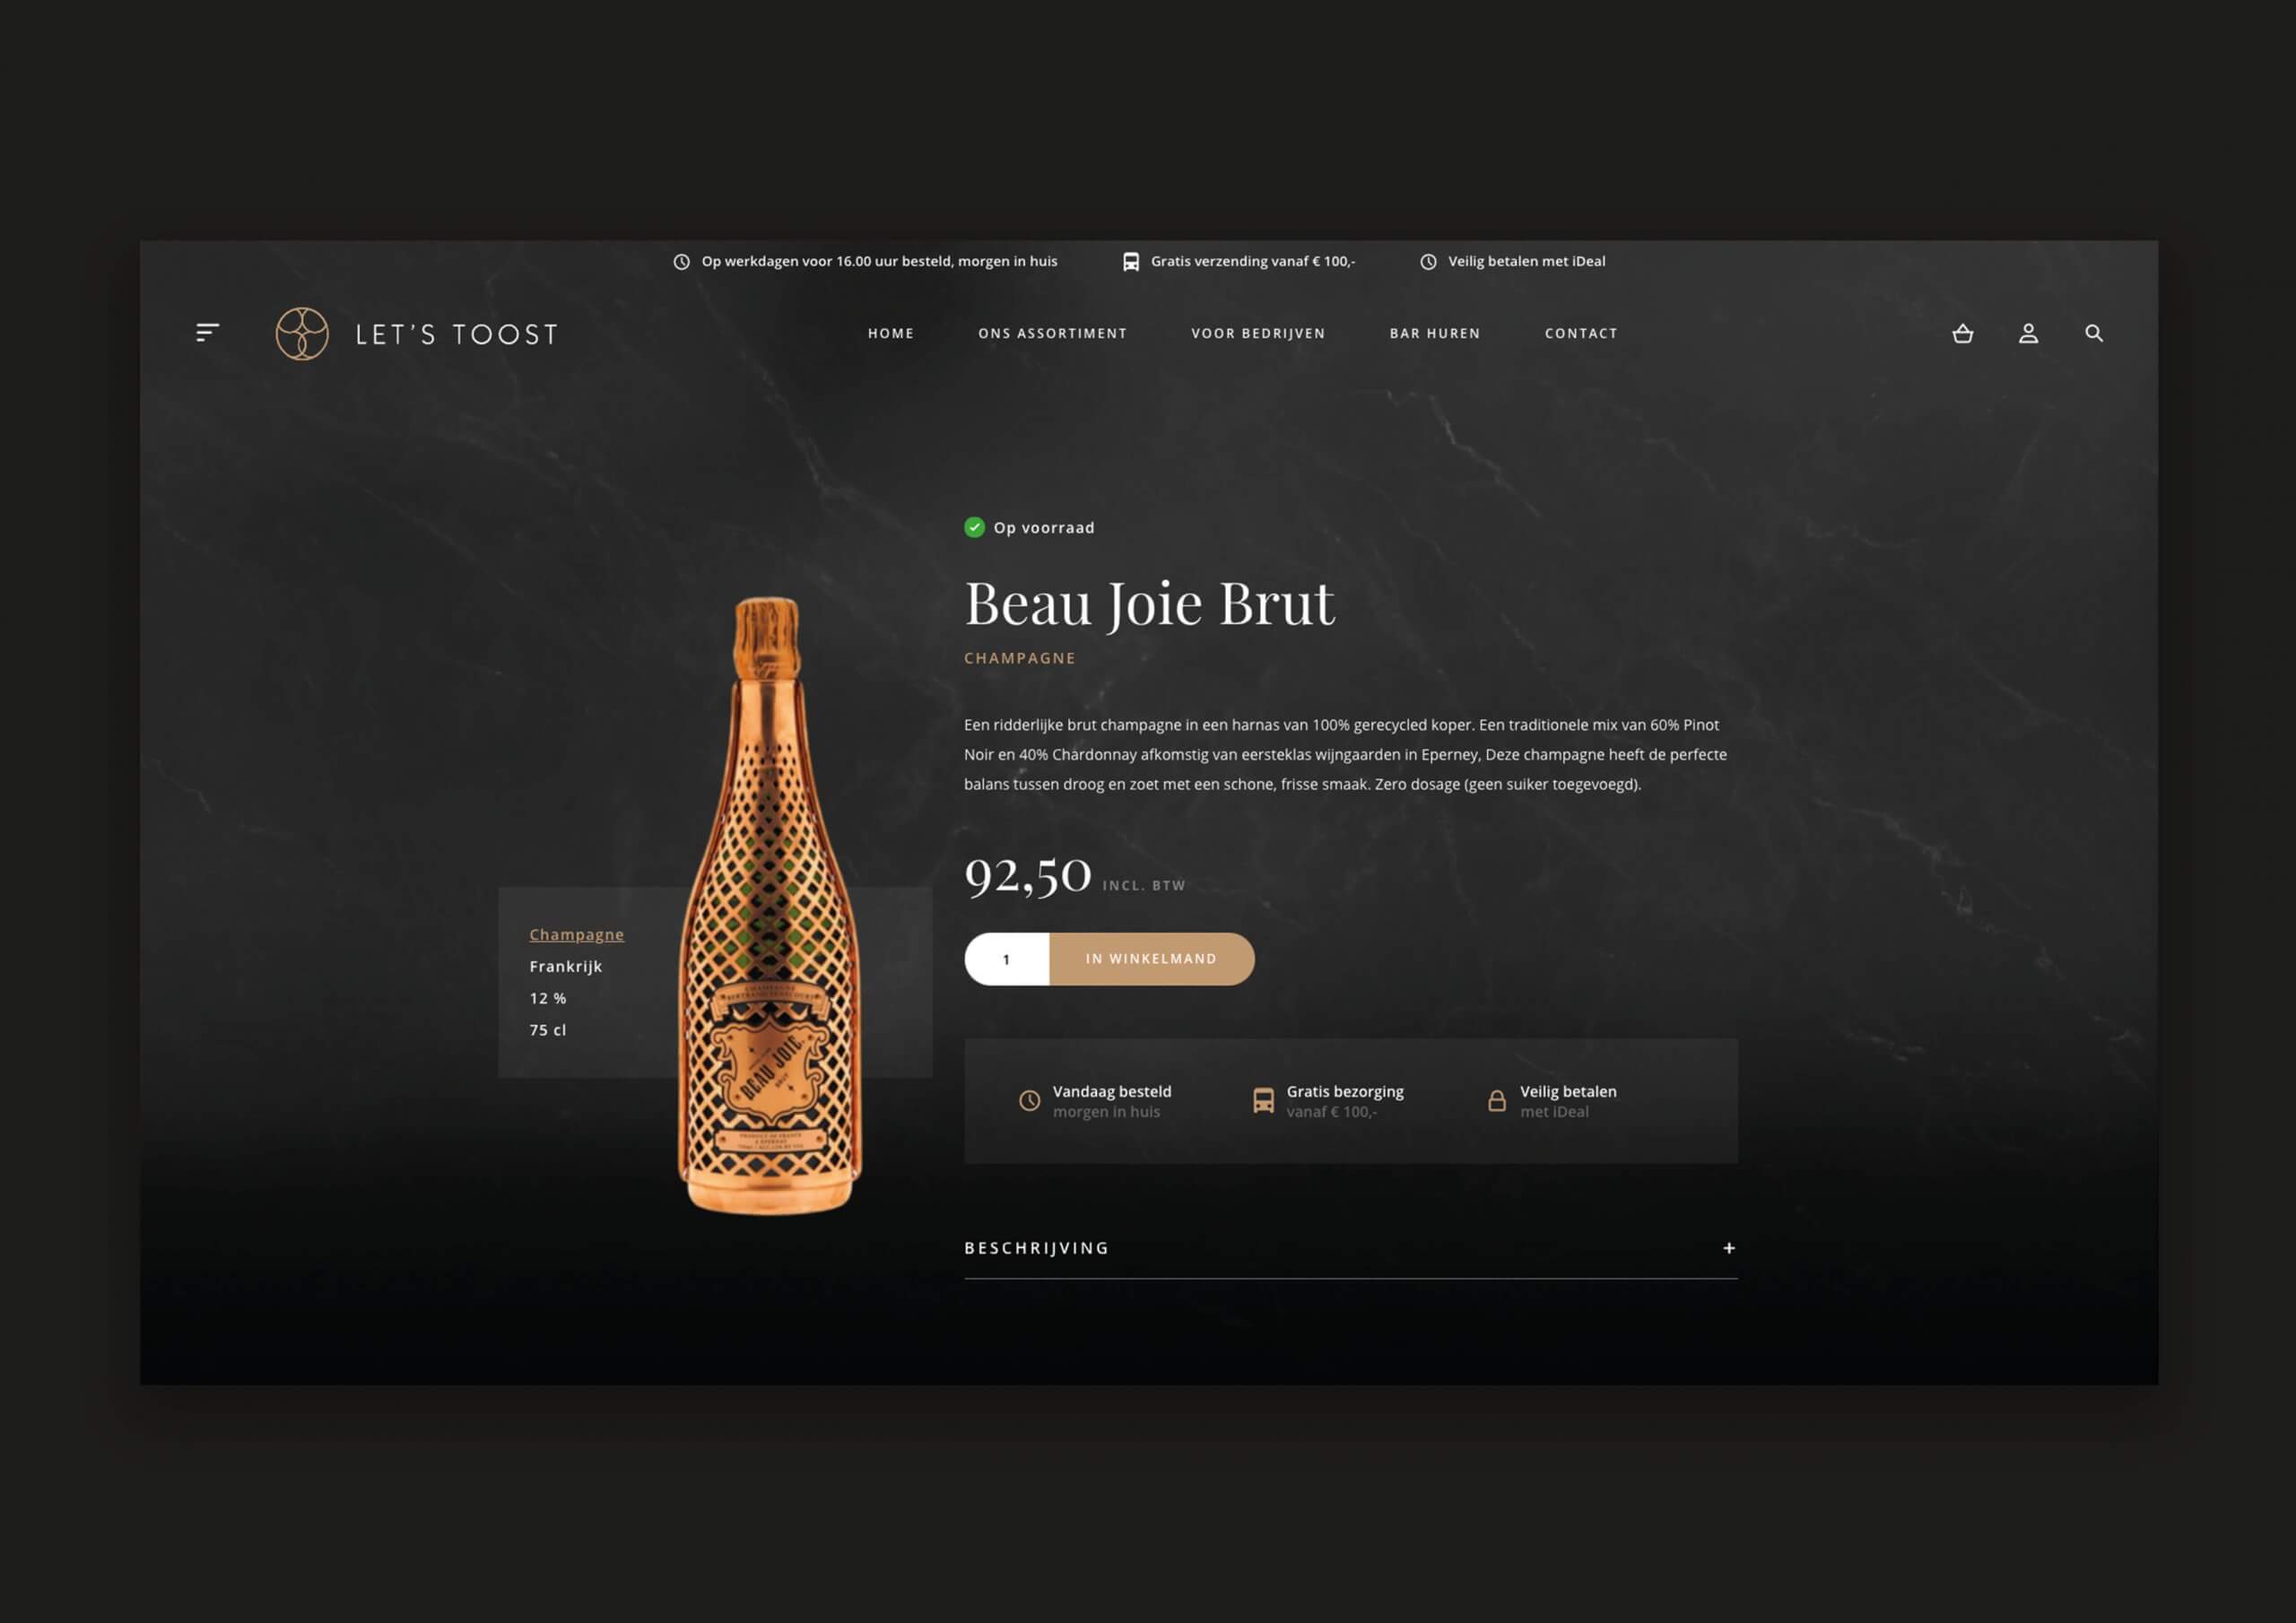 Op werkdagen voor 16.00 uur besteld, morgen in huis
Gratis verzending vanaf € 100,-
Veilig betalen met iDeal
LET'S TOOST
HOME
ONS ASSORTIMENT
VOOR BEDRIJVEN
BAR HUREN
CONTACT
Op voorraad
Beau Joie Brut
CHAMPAGNE
Een ridderlijke brut champagne in een harnas van 100% gerecycled koper. Een traditionele mix van 60% Pinot
Noir en 40% Chardonnay afkomstig van eersteklas wijngaarden in Eperney, Deze champagne heeft de perfecte
balans tussen droog en zoet met een schone, frisse smaak. Zero dosage (geen suiker toegevoegd).
92,50 INCL. BTW
1
IN WINKELMAND
Champagne
Frankrijk
12 %
75 cl
CHAMPAGNE
BEAU JOIE
BRUT
Vandaag besteld
morgen in huis
Gratis bezorging
vanaf € 100,-
Veilig betalen
met iDeal
BESCHRIJVING
+